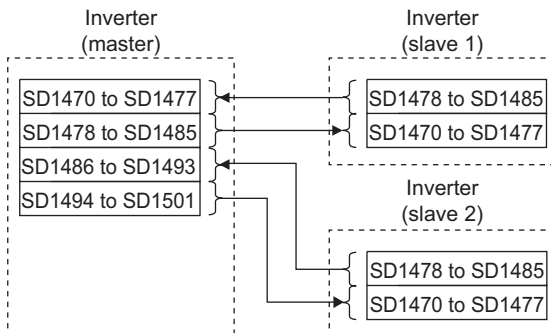 Inverter
(master)
SD1470 to SD1477
SD1478 to SD1485
SD1486 to SD1493
SD1494 to SD1501
Inverter
(slave 1)
SD1478 to SD1485
SD1470 to SD1477
Inverter
(slave 2)
SD1478 to SD1485
SD1470 to SD1477